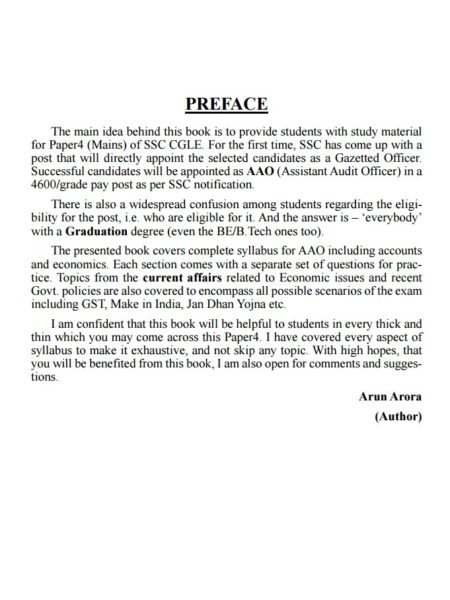 PREFACE
The main idea behind this book is to provide students with study material
for Paper4 (Mains) of SSC CGLE. For the first time, SSC has come up with a
post that will directly appoint the selected candidates as a Gazetted Officer.
Successful candidates will be appointed as AAO (Assistant Audit Officer) in a
4600/grade pay post as per SSC notification.
There is also a widespread confusion among students regarding the eligi-
bility for the post, i.e. who are eligible for it. And the answer is – ‘everybody’
with a Graduation degree (even the BE/B.Tech ones too).
The presented book covers complete syllabus for AAO including accounts
and economics. Each section comes with a separate set of questions for prac-
tice. Topics from the current affairs related to Economic issues and recent
Govt. policies are also covered to encompass all possible scenarios of the exam
including GST, Make in India, Jan Dhan Yojna etc.
I am confident that this book will be helpful to students in every thick and
thin which you may come across this Paper4. I have covered every aspect of
syllabus to make it exhaustive, and not skip any topic. With high hopes, that
you will be benefited from this book, I am also open for comments and sugges-
tions.
Arun Arora
(Author)